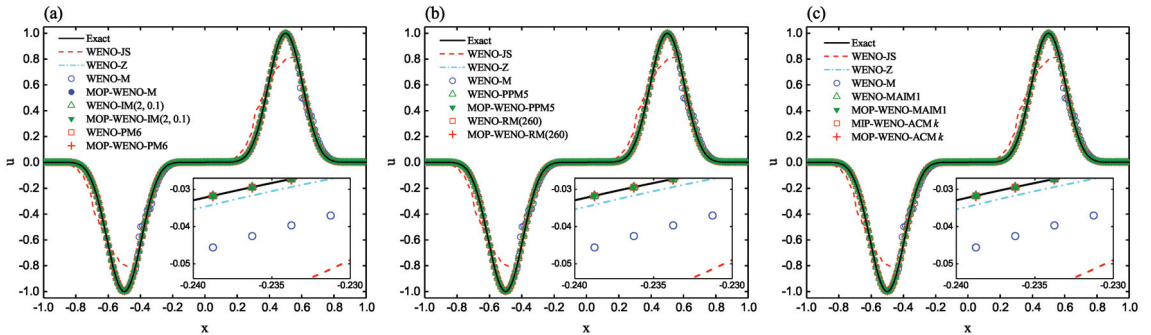 (a)
Exact
WENO-JS
WENO-Z
WENO-M
MOP-WENO-M
WENO-IM(2, 0.1)
MOP-WENO-IM(2, 0.1)
WENO-PM6
MOP-WENO-PM6
1.0
0.8
0.6
0.4
0.2
0.0
-0.2
-0.4
-0.6
-0.8
-1.0
u
-0.03
-0.04
-0.05
-0.240 -0.235 -0.230
-1.0 -0.8 -0.6 -0.4 -0.2 0.0 0.2 0.4 0.6 0.8 1.0
x
(b)
Exact
WENO-JS
WENO-Z
WENO-M
WENO-PPM5
MOP-WENO-PPM5
WENO-RM(260)
MOP-WENO-RM(260)
1.0
0.8
0.6
0.4
0.2
0.0
-0.2
-0.4
-0.6
-0.8
-1.0
u
-0.03
-0.04
-0.05
-0.240 -0.235 -0.230
-1.0 -0.8 -0.6 -0.4 -0.2 0.0 0.2 0.4 0.6 0.8 1.0
x
(c)
Exact
WENO-JS
WENO-Z
WENO-M
WENO-MAIM1
MOP-WENO-MAIM1
MIP-WENO-ACMk
MOP-WENO-ACMk
1.0
0.8
0.6
0.4
0.2
0.0
-0.2
-0.4
-0.6
-0.8
-1.0
u
-0.03
-0.04
-0.05
-0.240 -0.235 -0.230
-1.0 -0.8 -0.6 -0.4 -0.2 0.0 0.2 0.4 0.6 0.8 1.0
x